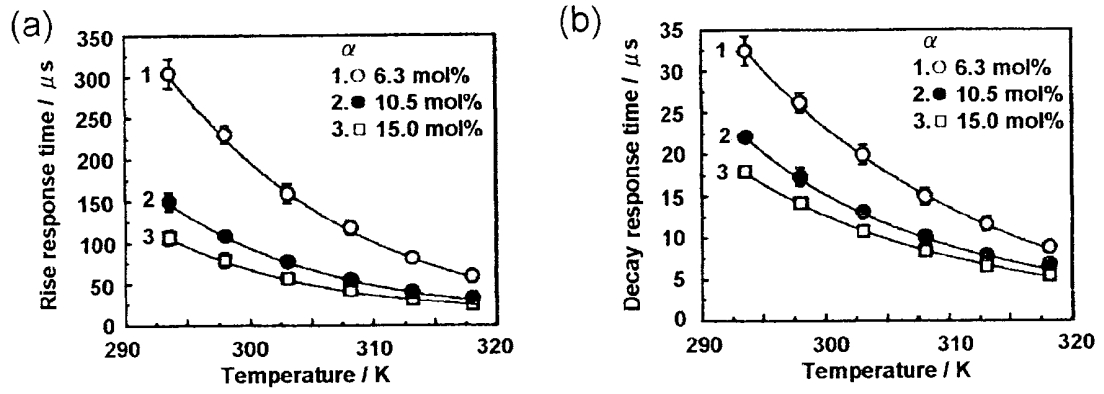 (a)
Rise response time / μs
350
300
250
200
150
100
50
0
290
300
310
320
Temperature / K
α
1. 6.3 mol%
2. 10.5 mol%
3. 15.0 mol%
1
2
3
(b)
Decay response time / μs
35
30
25
20
15
10
5
0
290
300
310
320
Temperature / K
α
1. 6.3 mol%
2. 10.5 mol%
3. 15.0 mol%
1
2
3